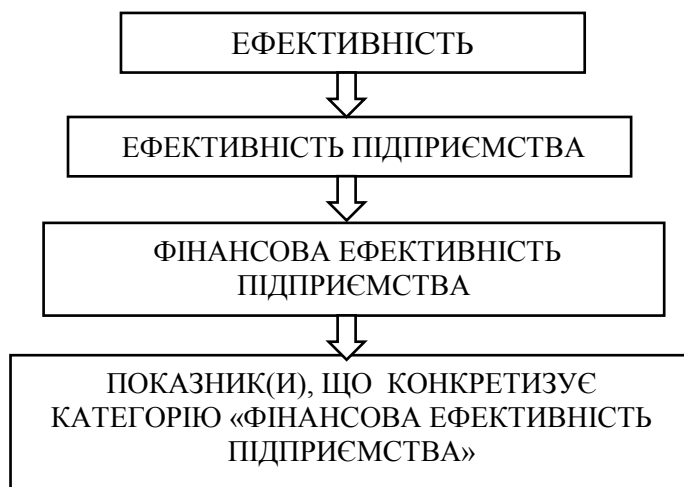 ЕФЕКТИВНІСТЬ
ЕФЕКТИВНІСТЬ ПІДПРИЄМСТВА
ФІНАНСОВА ЕФЕКТИВНІСТЬ
ПІДПРИЄМСТВА
ПОКАЗНИК(И), ЩО КОНКРЕТИЗУЄ
КАТЕГОРІЮ «ФІНАНСОВА ЕФЕКТИВНІСТЬ
ПІДПРИЄМСТВА»